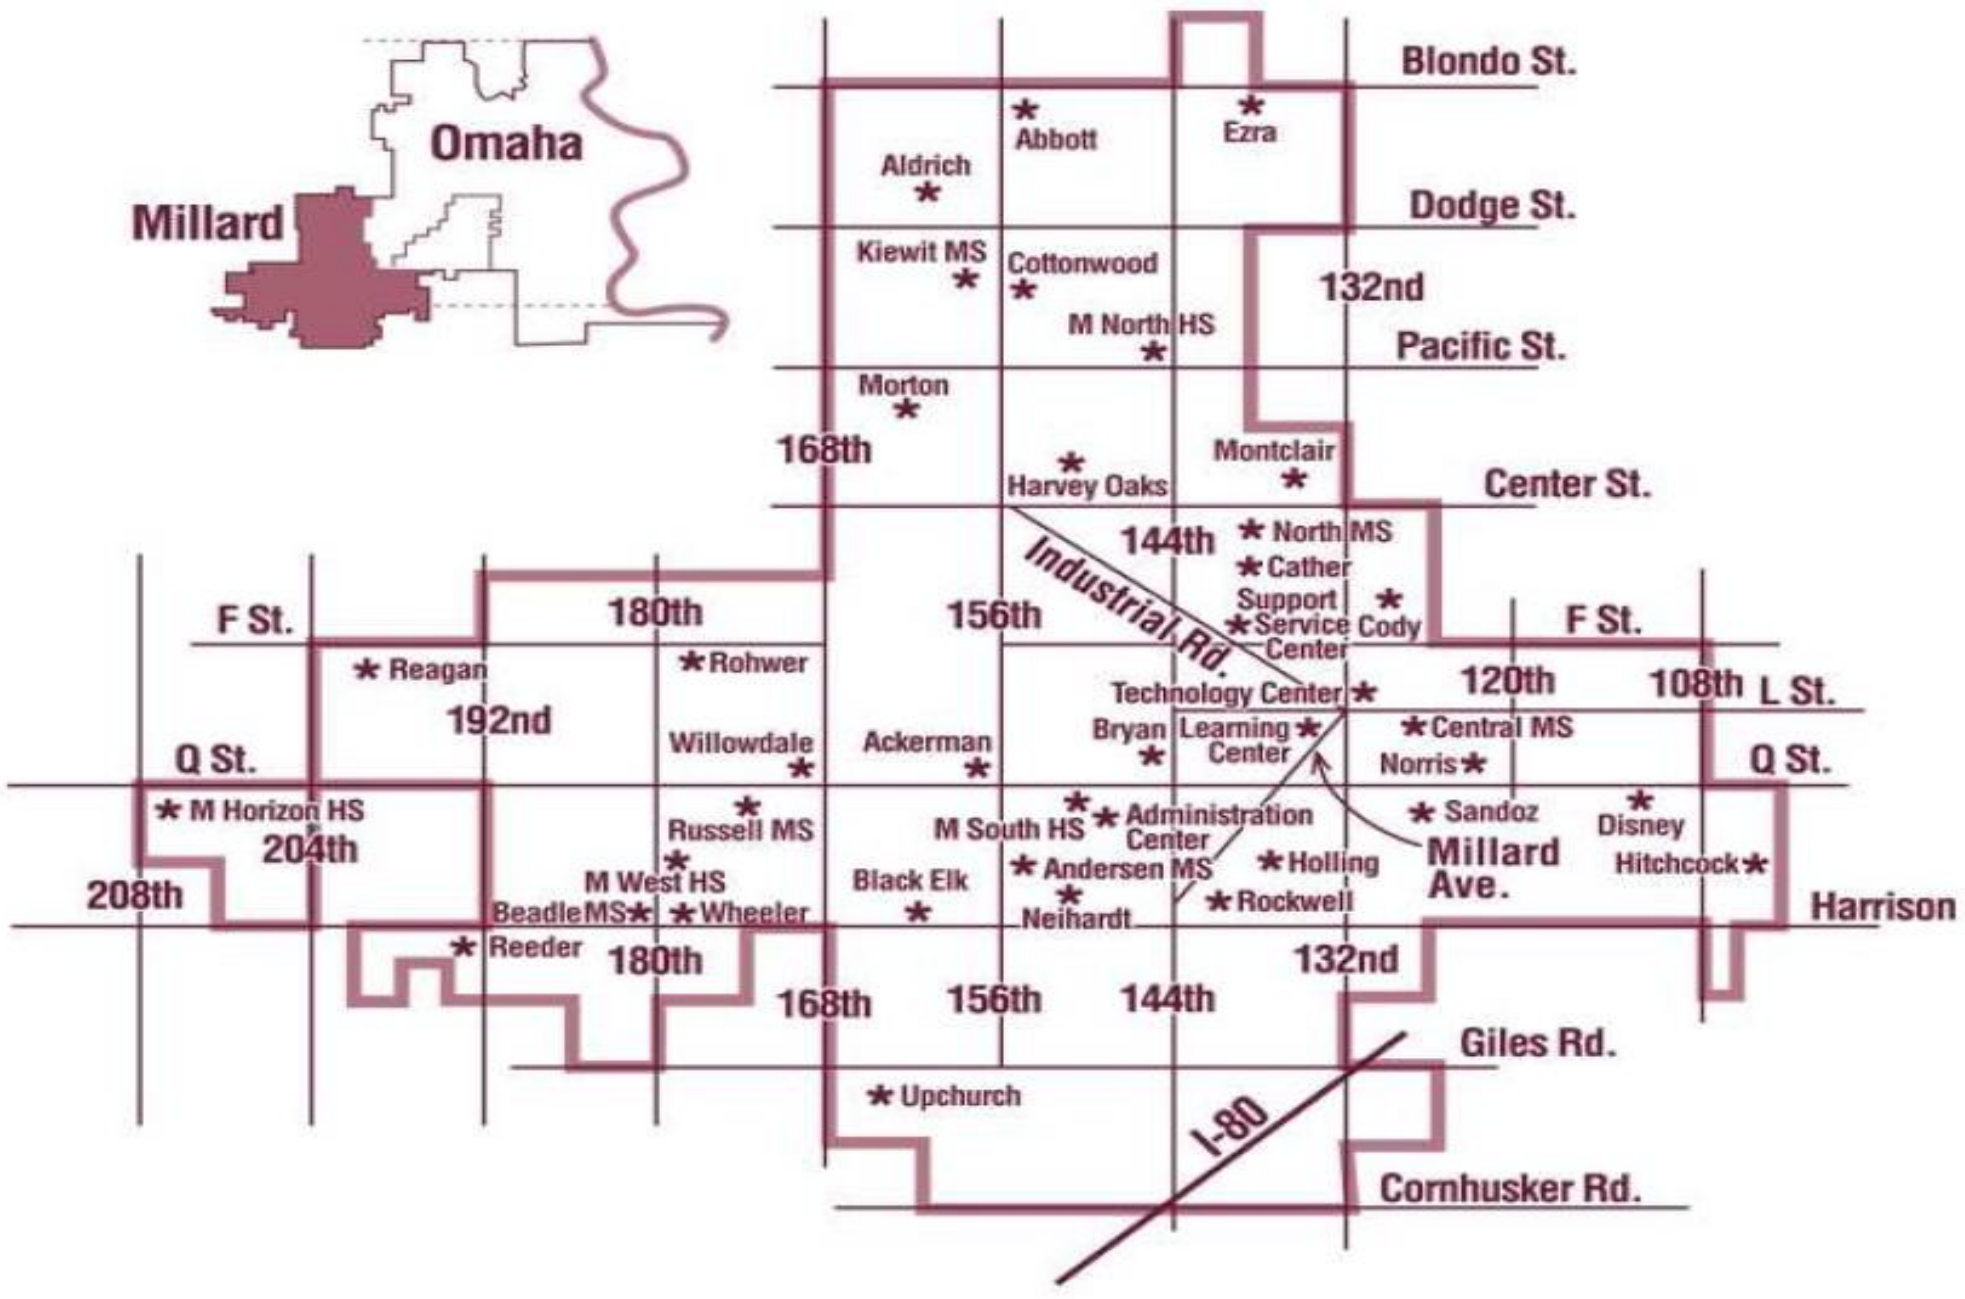 Blondo St.
Omaha
Abbott
Ezra
Aldrich
Millard
Dodge St.
Kiewit MS
Cottonwood
132nd
M North HS
Pacific St.
Morton
168th
Montclair
Harvey Oaks
Center St.
144th
North MS
Industrial Rd.
Cather
F St.
180th
156th
Support
Service
Center
Cody
F St.
Reagan
Rohwer
192nd
Technology Center
120th
108th
L St.
Q St.
Willowdale
Ackerman
Bryan
Learning
Center
Central MS
Norris
Q St.
M Horizon HS
204th
Russell MS
M South HS
Administration
Center
Sandoz
Disney
208th
M West HS
Black Elk
Andersen MS
Holling
Millard
Ave.
Hitchcock
Beadle MS
Wheeler
Neihardt
Rockwell
Harrison
Reeder
180th
132nd
168th
156th
144th
Giles Rd.
Upchurch
I-80
Cornhusker Rd.